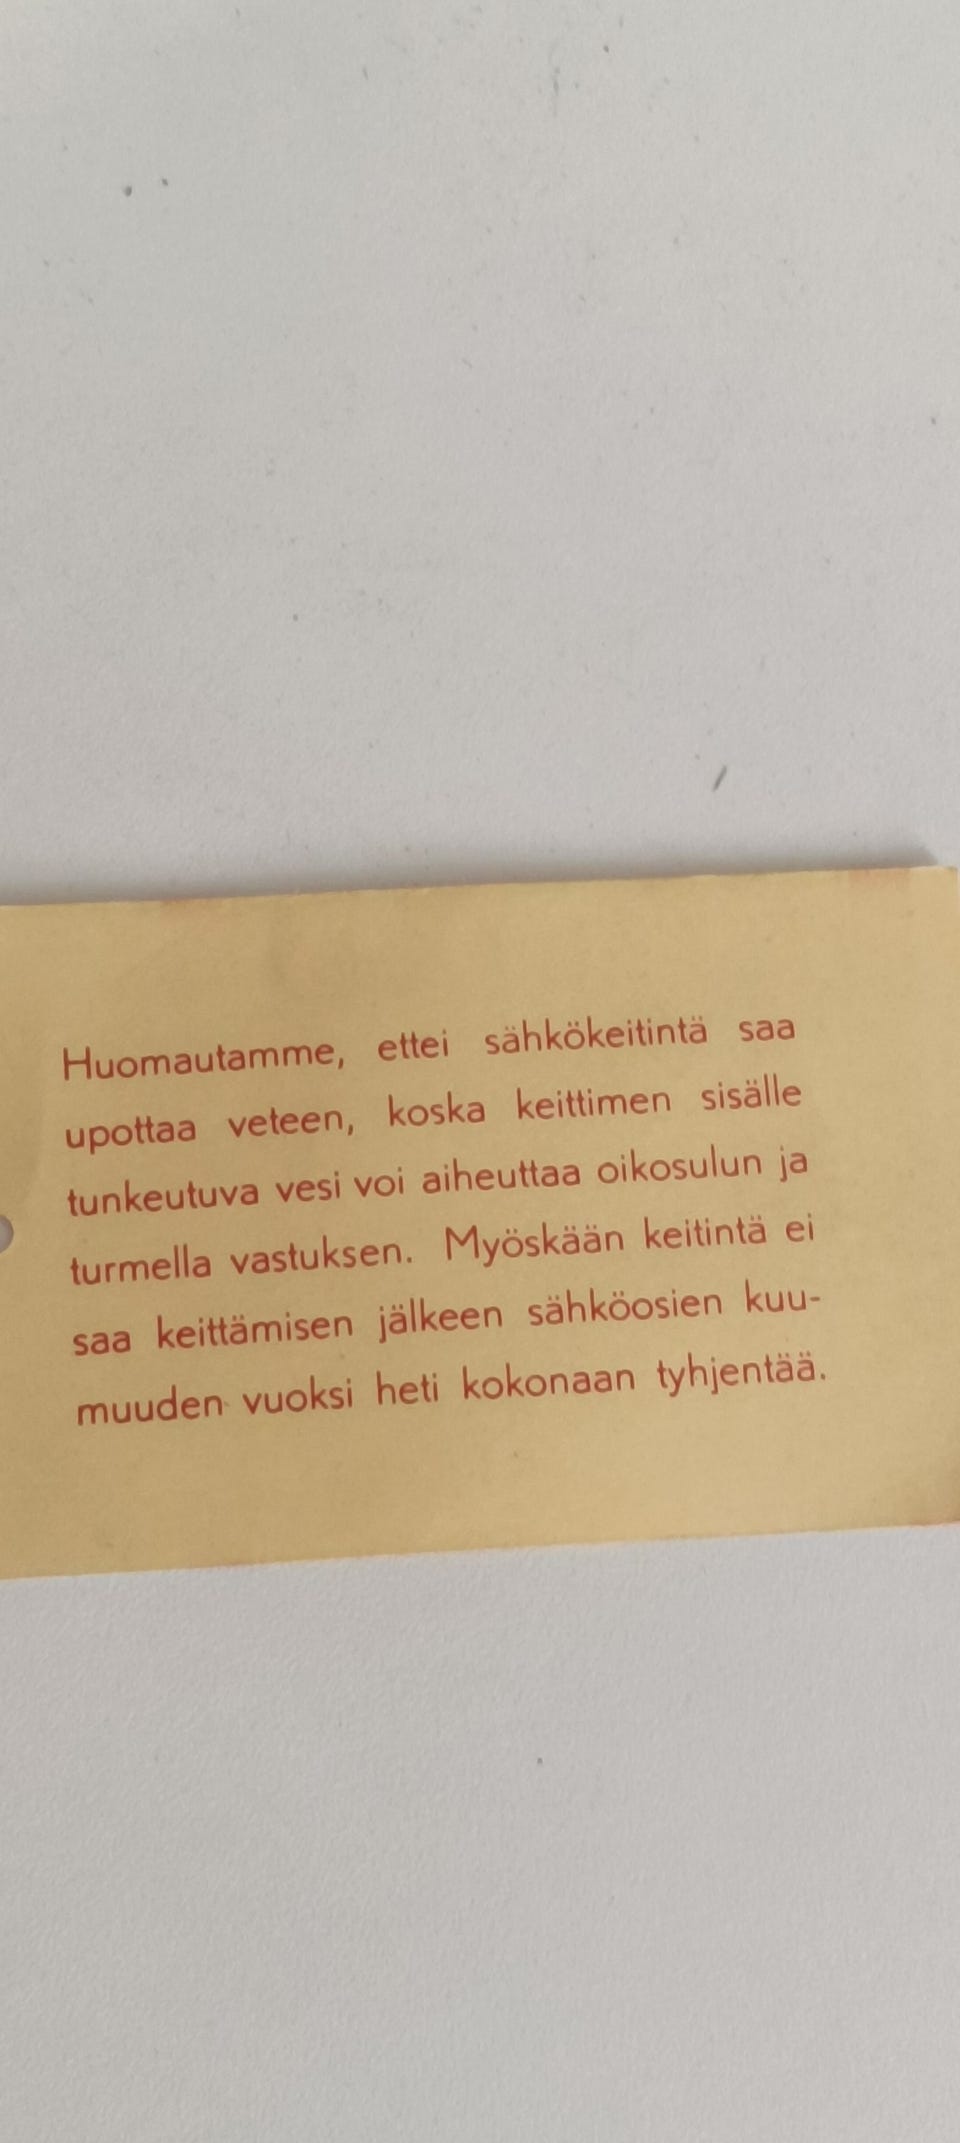 Huomautamme, ettei sähkökeitintä saa
upottaa veteen, koska keittimen sisälle
tunkeutuva vesi voi aiheuttaa oikosulun ja
turmella vastuksen. Myöskään keitintä ei
saa keittämisen jälkeen sähköosien kuu-
muuden vuoksi heti kokonaan tyhjentää.